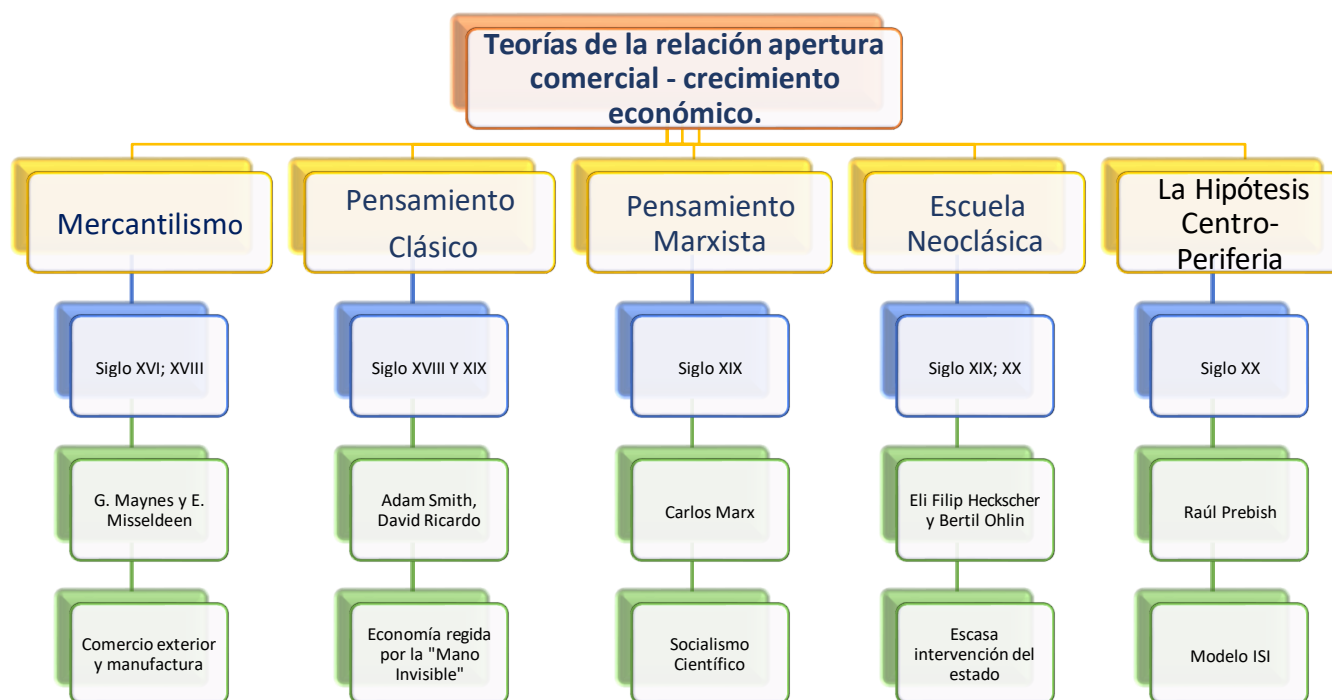 Teorías de la relación apertura
comercial - crecimiento
económico.
Mercantilismo
Pensamiento
Clásico
Pensamiento
Marxista
Escuela
Neoclásica
La Hipótesis
Centro-
Periferia
Siglo XVI; XVIII
Siglo XVIII Y XIX
Siglo XIX
Siglo XIX; XX
Siglo XX
G. Maynes y E.
Misseldeen
Adam Smith,
David Ricardo
Carlos Marx
Eli Filip Heckscher
y Bertil Ohlin
Raúl Prebish
Comercio exterior
y manufactura
Economía regida
por la "Mano
Invisible"
Socialismo
Científico
Escasa
intervención del
estado
Modelo ISI